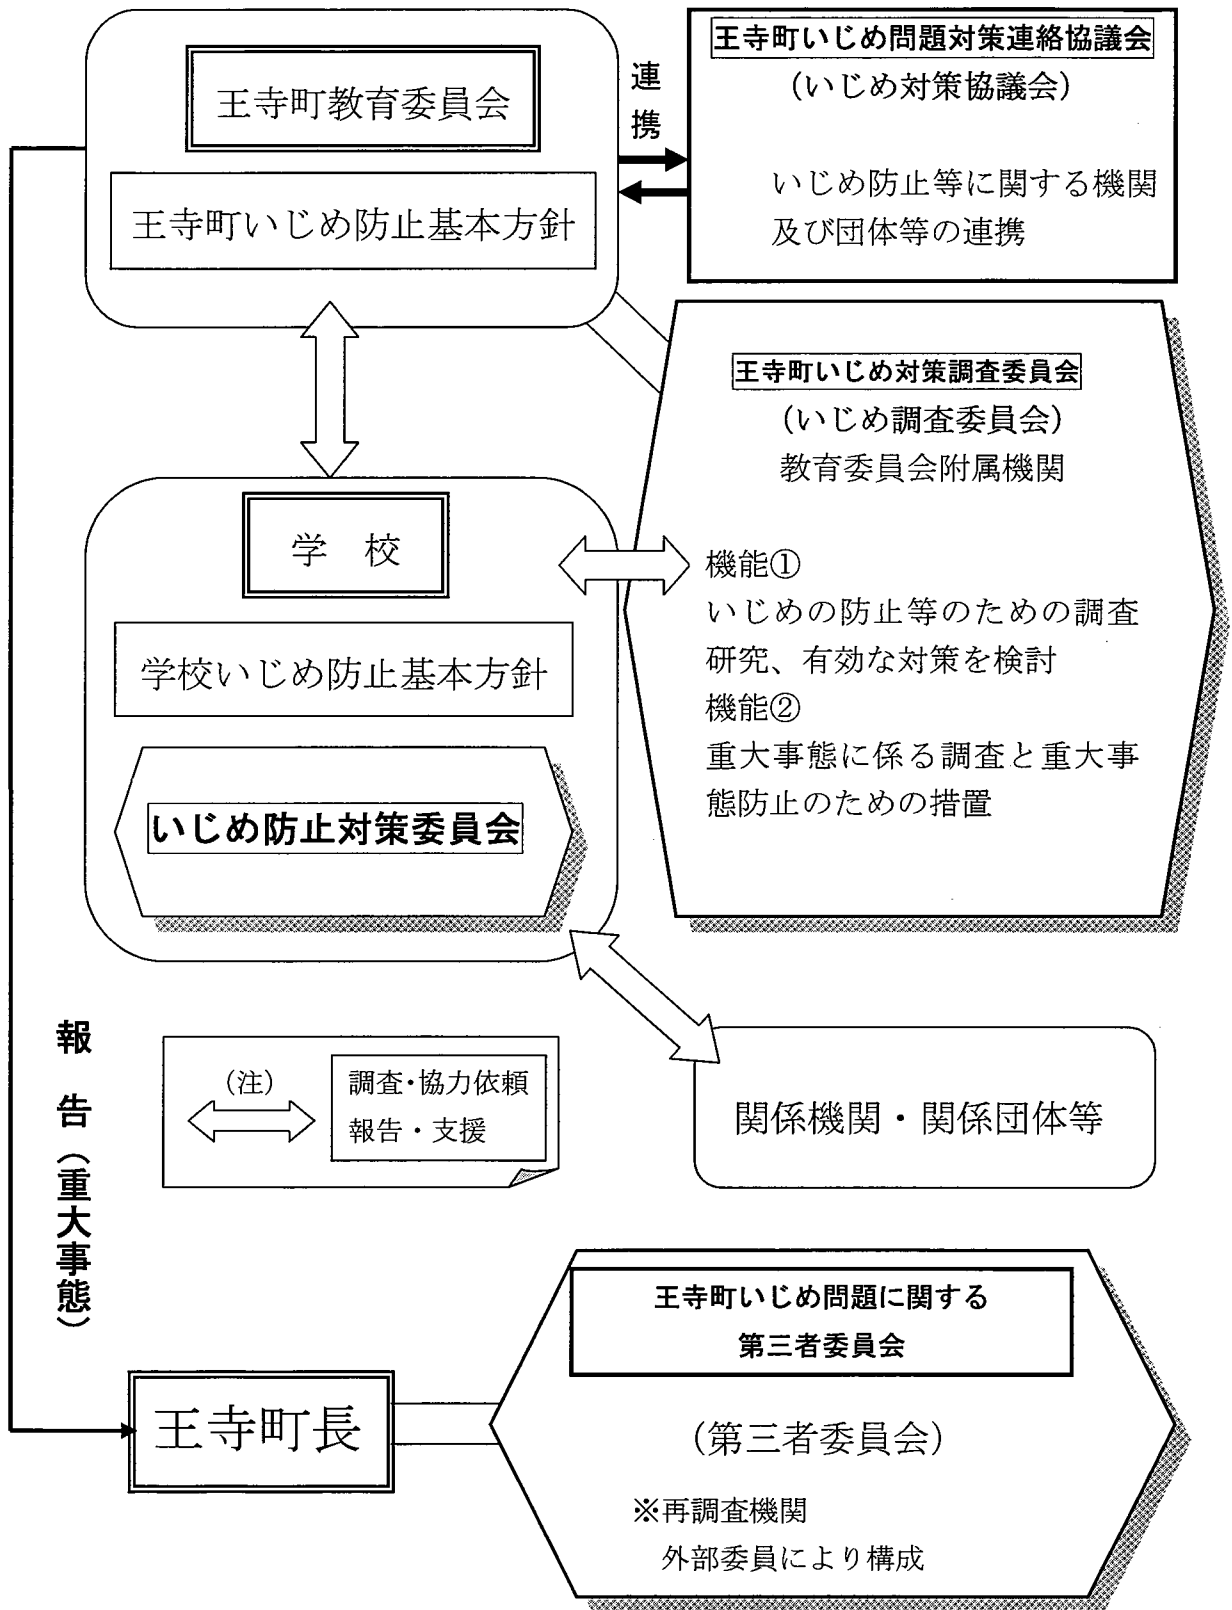 王寺町教育委員会
王寺町いじめ防止基本方針
連携
王寺町いじめ問題対策連絡協議会
(いじめ対策協議会)
いじめ防止等に関する機関
及び団体等の連携
王寺町いじめ対策調査委員会
(いじめ調査委員会)
教育委員会附属機関
機能①
いじめの防止等のための調査
研究、有効な対策を検討
機能②
重大事態に係る調査と重大事
態防止のための措置
学 校
学校いじめ防止基本方針
いじめ防止対策委員会
報 告(重大事態)
(注)
調査・協力依頼
報告・支援
関係機関・関係団体等
王寺町長
王寺町いじめ問題に関する
第三者委員会
(第三者委員会)
※再調査機関
外部委員により構成